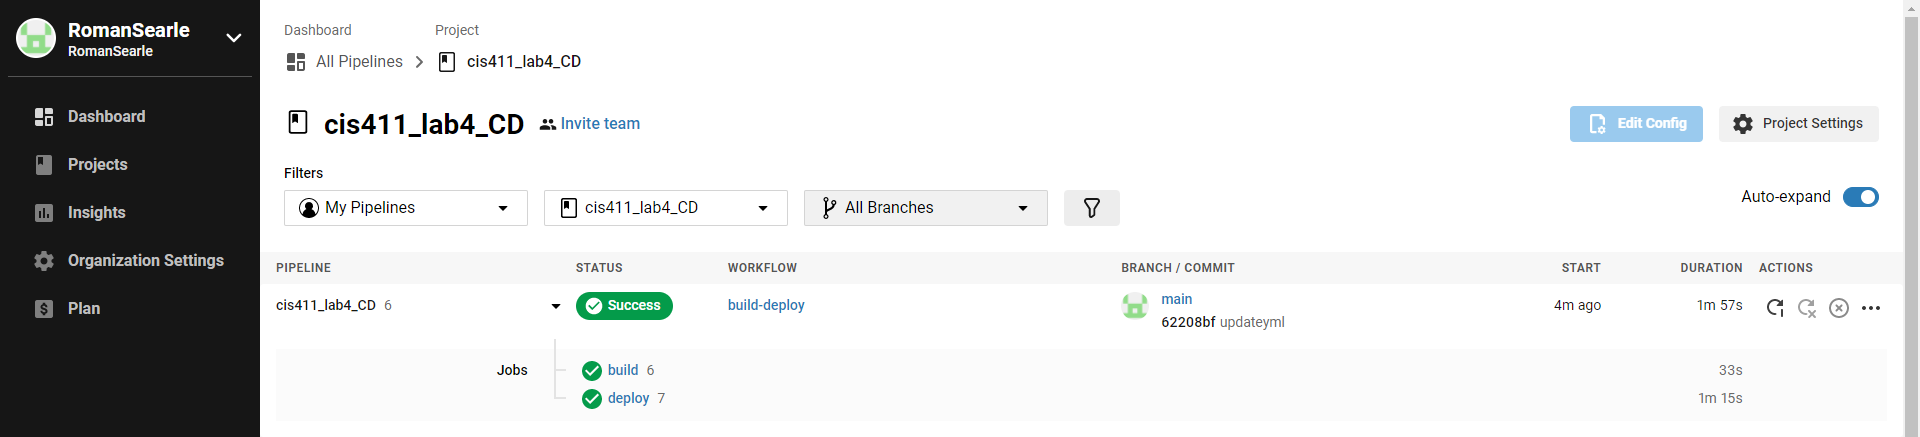 RomanSearle
RomanSearle
Dashboard
Projects
Insights
Organization Settings
Plan
Dashboard Project
All Pipelines cis411_lab4_CD
cis411_lab4_CD Invite team
Edit Config Project Settings
Filters
My Pipelines cis411_lab4_CD All Branches
Auto-expand
PIPELINE STATUS WORKFLOW BRANCH / COMMIT START DURATION ACTIONS
cis411_lab4_CD 6 Success build-deploy main 4m ago 1m 57s
62208bf updateyml
Jobs build 6 33s
deploy 7 1m 15s